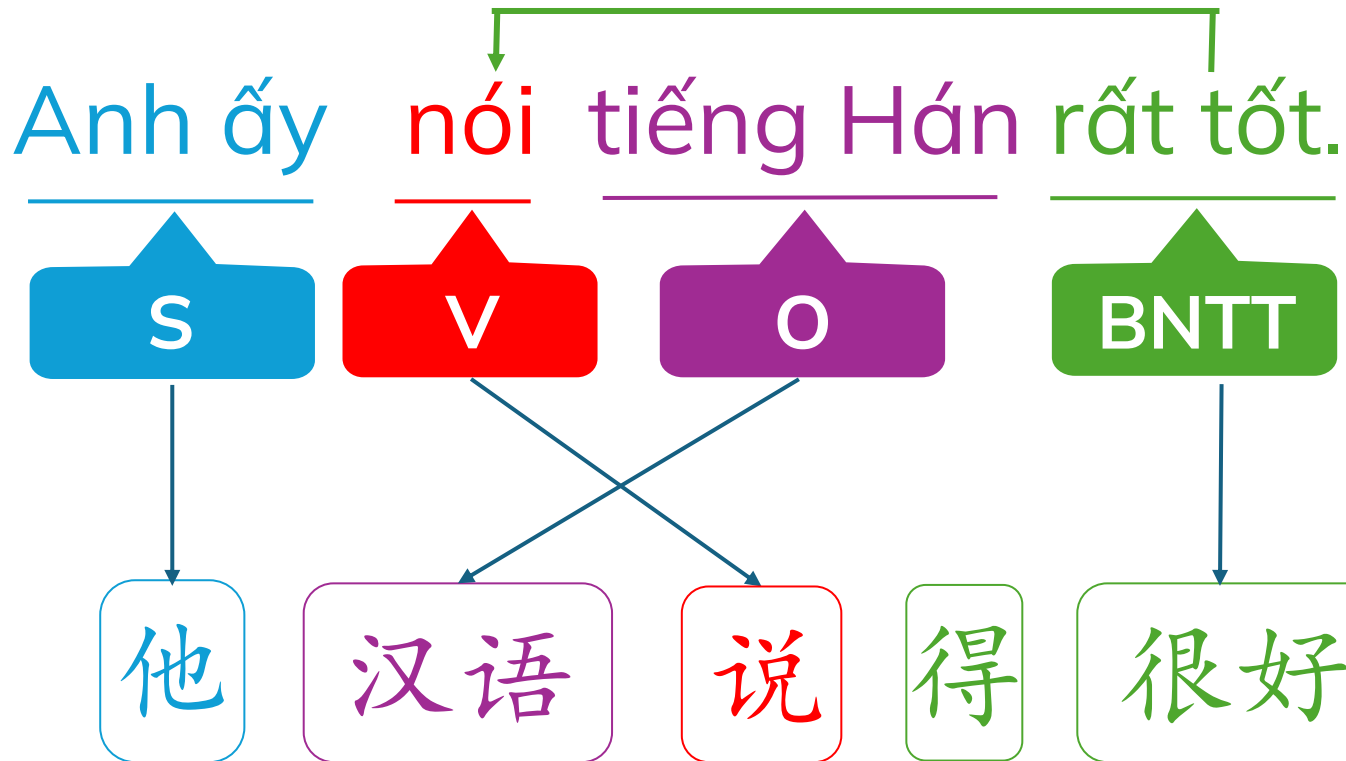 Anh ấy nói tiếng Hán rất tốt.
S V O BNTT
他 汉语 说 得 很好